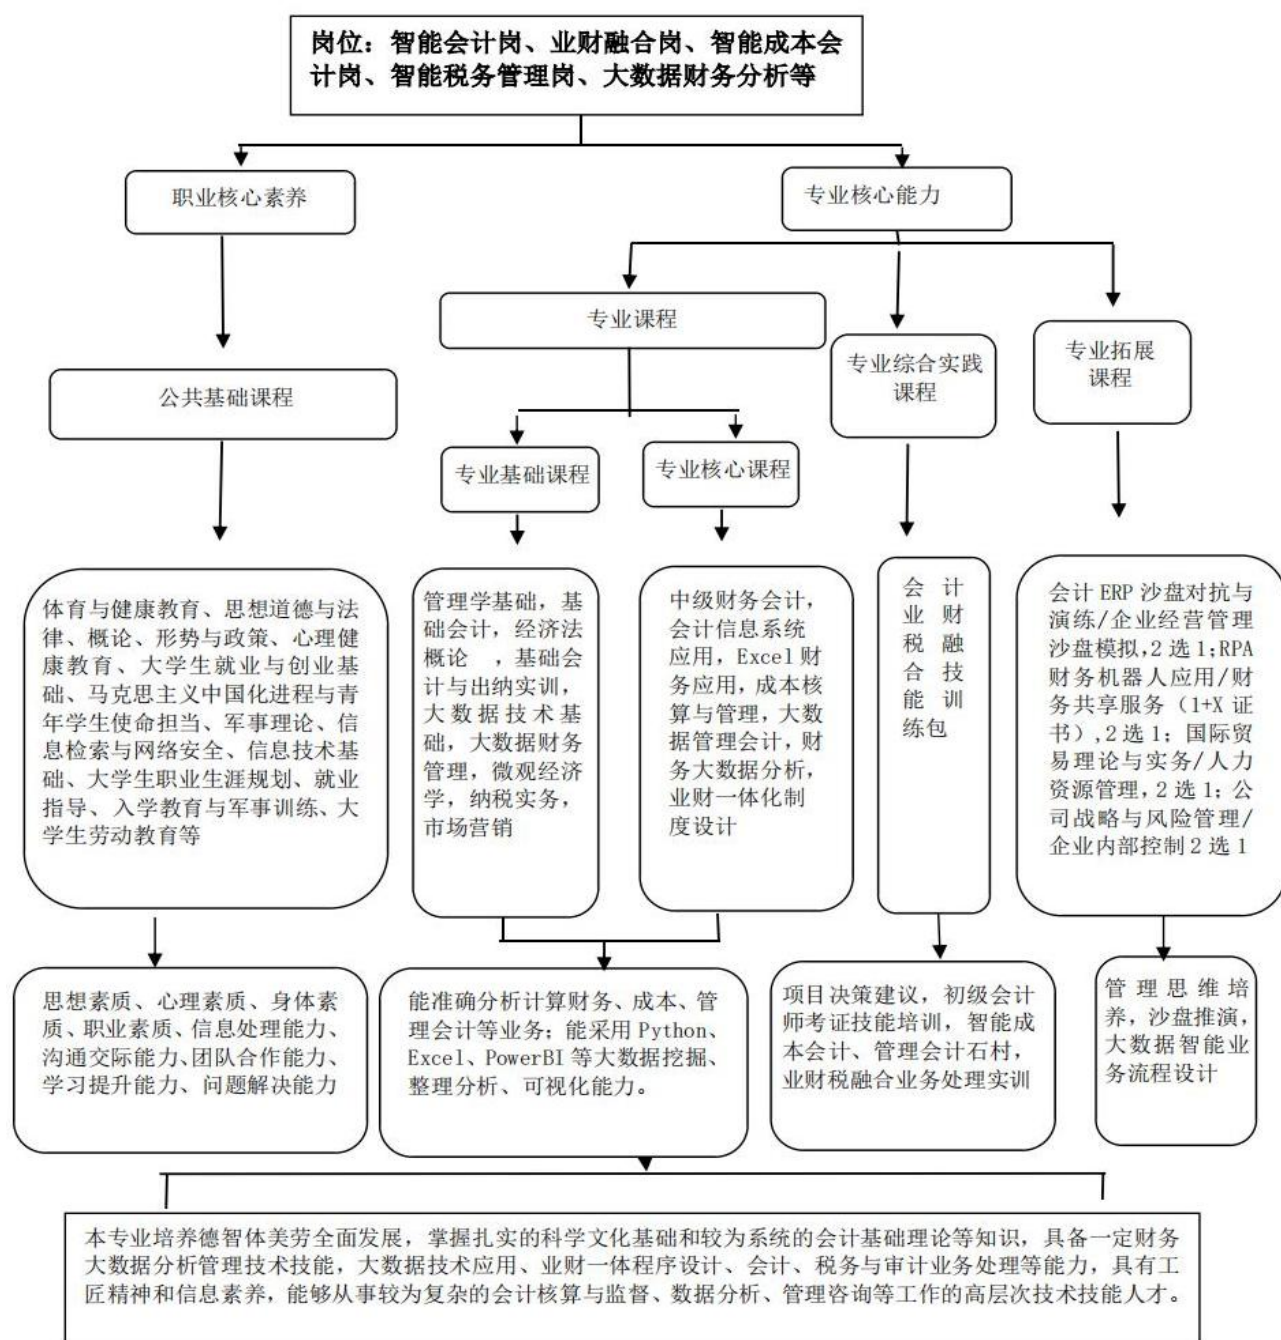 岗位：智能会计岗、业财融合岗、智能成本会
计岗、智能税务管理岗、大数据财务分析等
职业核心素养
专业核心能力
专业课程
专业综合实践
课程
专业拓展
课程
公共基础课程
专业基础课程
专业核心课程
体育与健康教育、思想道德与法
律、概论、形势与政策、心理健
康教育、大学生就业与创业基
础、马克思主义中国化进程与青
年学生使命担当、军事理论、信
息检索与网络安全、信息技术基
础、大学生职业生涯规划、就业
指导、入学教育与军事训练、大
学生劳动教育等
管理学基础，基
础会计，经济法
概论 ，基础会
计与出纳实训，
大数据技术基
础，大数据财务
管理，微观经济
学，纳税实务，
市场营销
中级财务会计，
会计信息系统
应用，Excel 财
务应用，成本核
算与管理，大数
据管理会计，财
务大数据分析，
业财一体化制
度设计
会 计
业 财
税 融
合 技
能 训
练包
会计 ERP 沙盘对抗与
演练/企业经营管理
沙盘模拟，2 选 1；RPA
财务机器人应用/财
务共享服务（1+X 证
书），2 选 1；国际贸
易理论与实务/人力
资源管理，2 选 1；公
司战略与风险管理/
企业内部控制 2 选 1
思想素质、心理素质、身体素
质、职业素质、信息处理能力、
沟通交际能力、团队合作能力、
学习提升能力、问题解决能力
能准确分析计算财务、成本、管
理会计等业务；能采用 Python、
Excel、PowerBI 等大数据挖掘、
整理分析、可视化能力。
项目决策建议，初级会计
师考证技能培训，智能成
本会计、管理会计石村，
业财税融合业务处理实训
管理思维培
养，沙盘推演，
大数据智能业
务流程设计
本专业培养德智体美劳全面发展，掌握扎实的科学文化基础和较为系统的会计基础理论等知识，具备一定财务
大数据分析管理技术技能，大数据技术应用、业财一体程序设计、会计、税务与审计业务处理等能力，具有工
匠精神和信息素养，能够从事较为复杂的会计核算与监督、数据分析、管理咨询等工作的高层次技术技能人才。